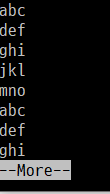 abc
def
ghi
jkl
mno
abc
def
ghi
--More--